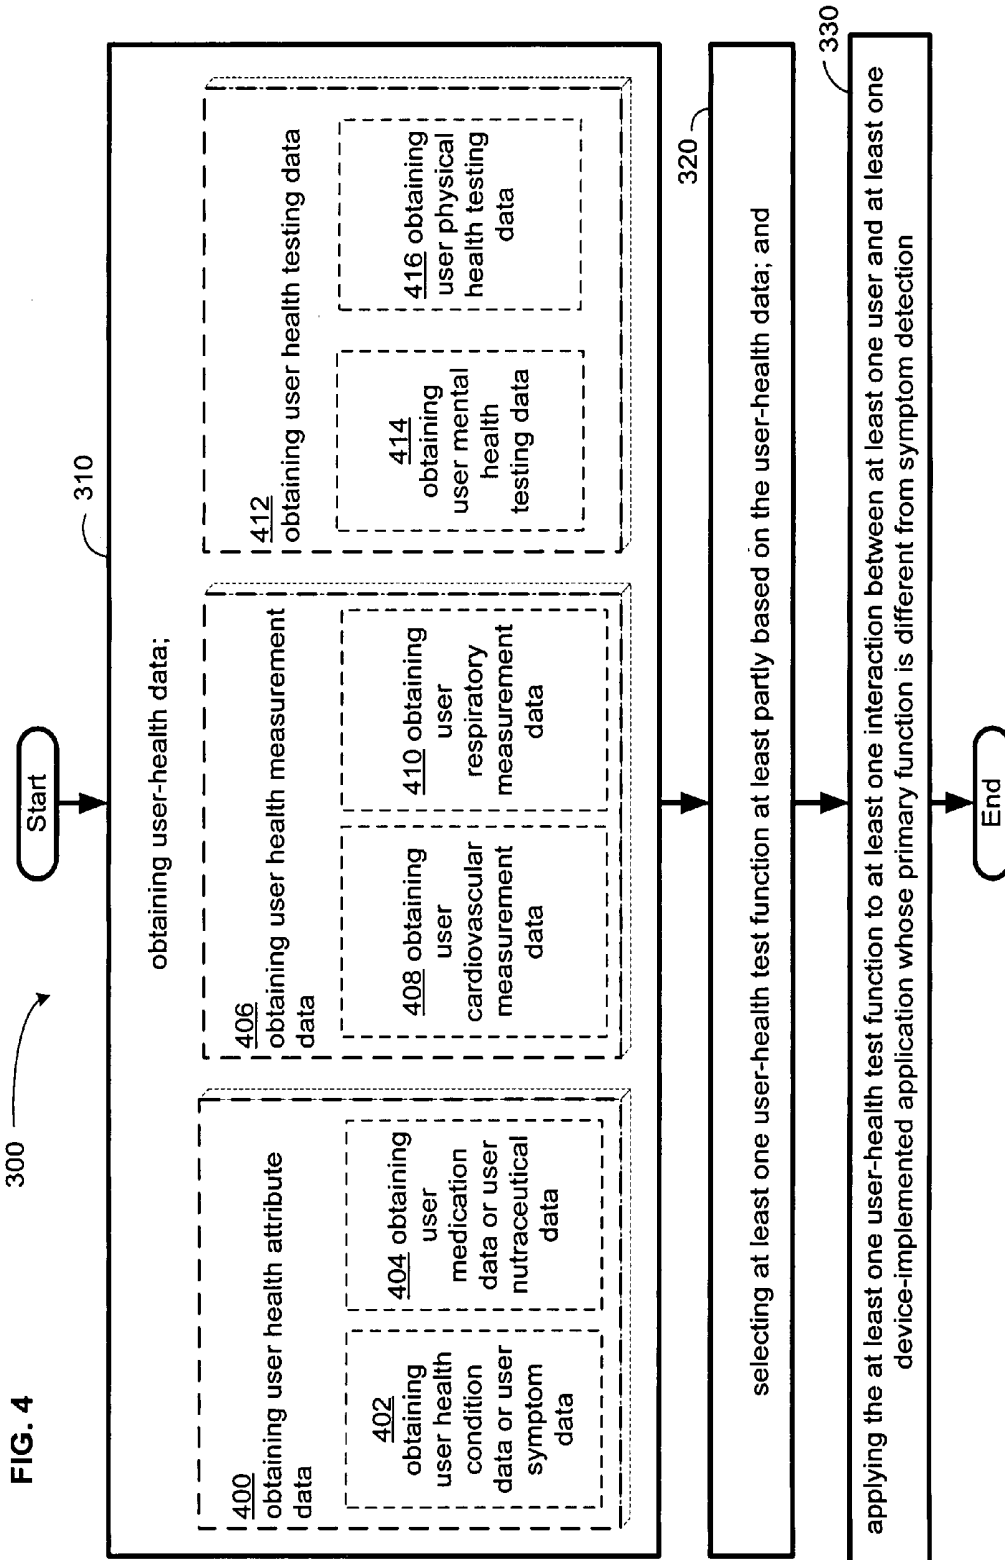 FIG. 4
300
Start
310
obtaining user-health data;
400
obtaining user health attribute
data
402
obtaining
user health
condition
data or user
symptom
data
404 obtaining
user
medication
data or user
nutraceutical
data
406
obtaining user health measurement
data
408 obtaining
user
cardiovascular
measurement
data
410 obtaining
user
respiratory
measurement
data
412
obtaining user health testing data
414
obtaining
user mental
health
testing data
416 obtaining
user physical
health testing
data
320
selecting at least one user-health test function at least partly based on the user-health data; and
330
applying the at least one user-health test function to at least one interaction between at least one user and at least one
device-implemented application whose primary function is different from symptom detection
End